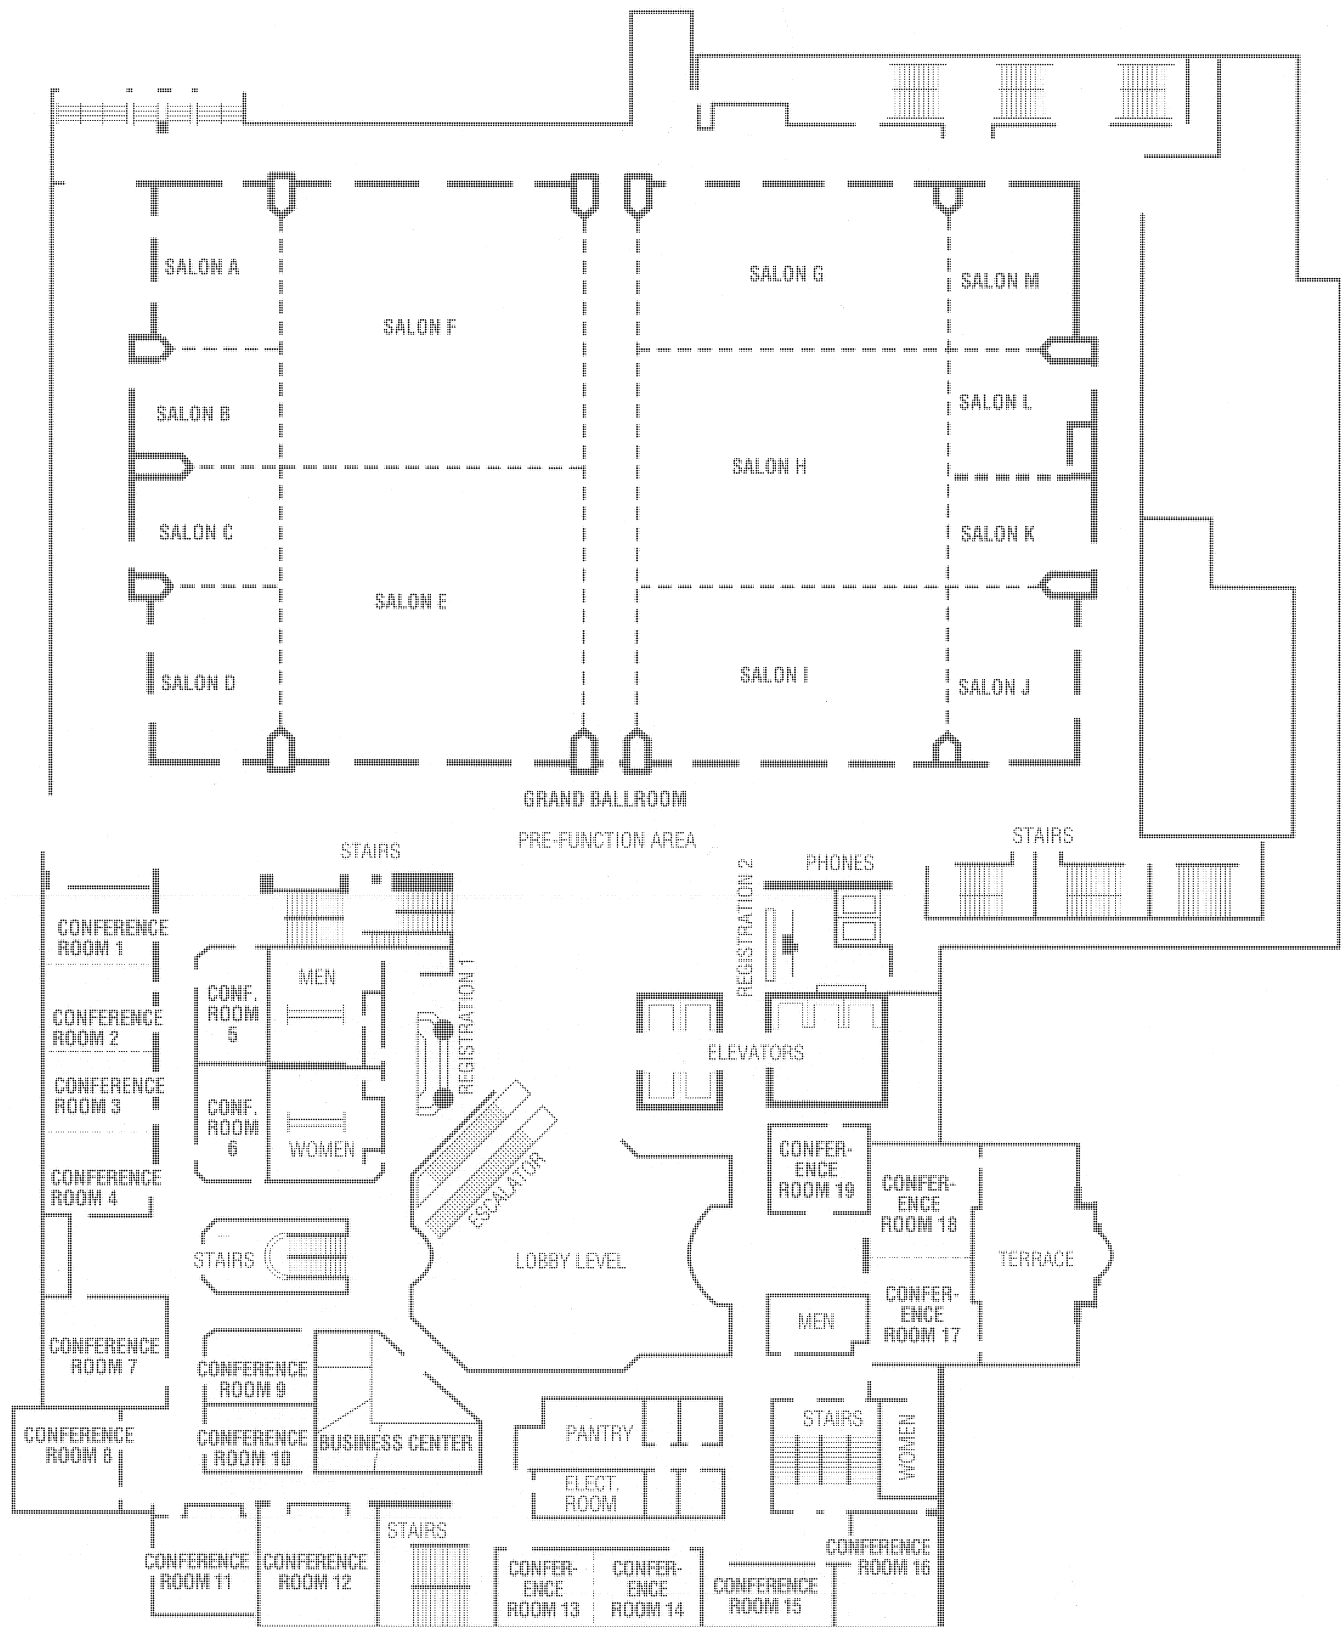 SALON A
SALON F
SALON G
SALON M
SALON B
SALON L
SALON H
SALON C
SALON K
SALON E
SALON D
SALON I
SALON J
GRAND BALLROOM
PRE-FUNCTION AREA
STAIRS
STAIRS
PHONES
REGISTRATION 2
CONFERENCE
ROOM 1
MEN
CONF.
ROOM
5
REGISTRATION 1
CONFERENCE
ROOM 2
ELEVATORS
CONFERENCE
ROOM 3
CONF.
ROOM
6
WOMEN
CONFERENCE
ROOM 4
ESCALATOR
CONFER-
ENCE
ROOM 19
CONFER-
ENCE
ROOM 18
STAIRS
LOBBY LEVEL
TERRACE
CONFER-
ENCE
ROOM 17
MEN
CONFERENCE
ROOM 7
CONFERENCE
ROOM 9
CONFERENCE
ROOM 8
CONFERENCE
ROOM 10
BUSINESS CENTER
PANTRY
STAIRS
WOMEN
ELECT.
ROOM
STAIRS
CONFERENCE
ROOM 11
CONFERENCE
ROOM 12
CONFER-
ENCE
ROOM 13
CONFER-
ENCE
ROOM 14
CONFERENCE
ROOM 15
CONFERENCE
ROOM 16